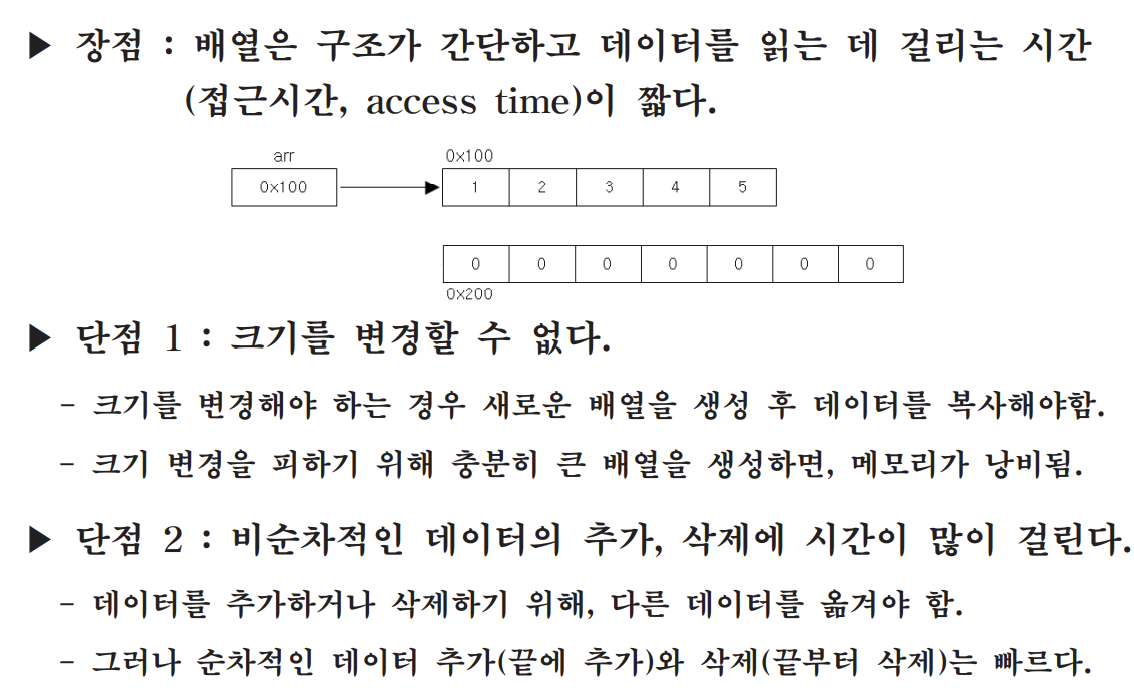 ▶ 장점 : 배열은 구조가 간단하고 데이터를 읽는 데 걸리는 시간
(접근시간, access time)이 짧다.
arr 0x100
0x100 1 2 3 4 5
0 0 0 0 0 0 0
0x200
▶ 단점 1 : 크기를 변경할 수 없다.
- 크기를 변경해야 하는 경우 새로운 배열을 생성 후 데이터를 복사해야함.
- 크기 변경을 피하기 위해 충분히 큰 배열을 생성하면, 메모리가 낭비됨.
▶ 단점 2 : 비순차적인 데이터의 추가, 삭제에 시간이 많이 걸린다.
- 데이터를 추가하거나 삭제하기 위해, 다른 데이터를 옮겨야 함.
- 그러나 순차적인 데이터 추가(끝에 추가)와 삭제(끝부터 삭제)는 빠르다.